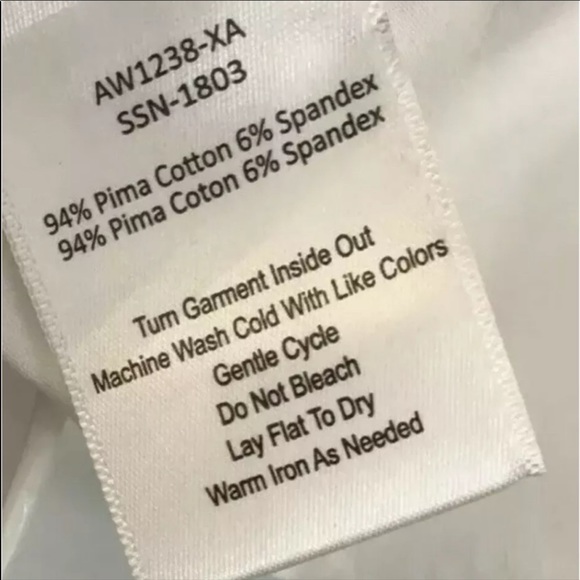 AW1238-XA
SSN-1803
94% Pima Cotton 6% Spandex
94% Pima Coton 6% Spandex
Turn Garment Inside Out
Machine Wash Cold With Like Colors
Gentle Cycle
Do Not Bleach
Lay Flat To Dry
Warm Iron As Needed